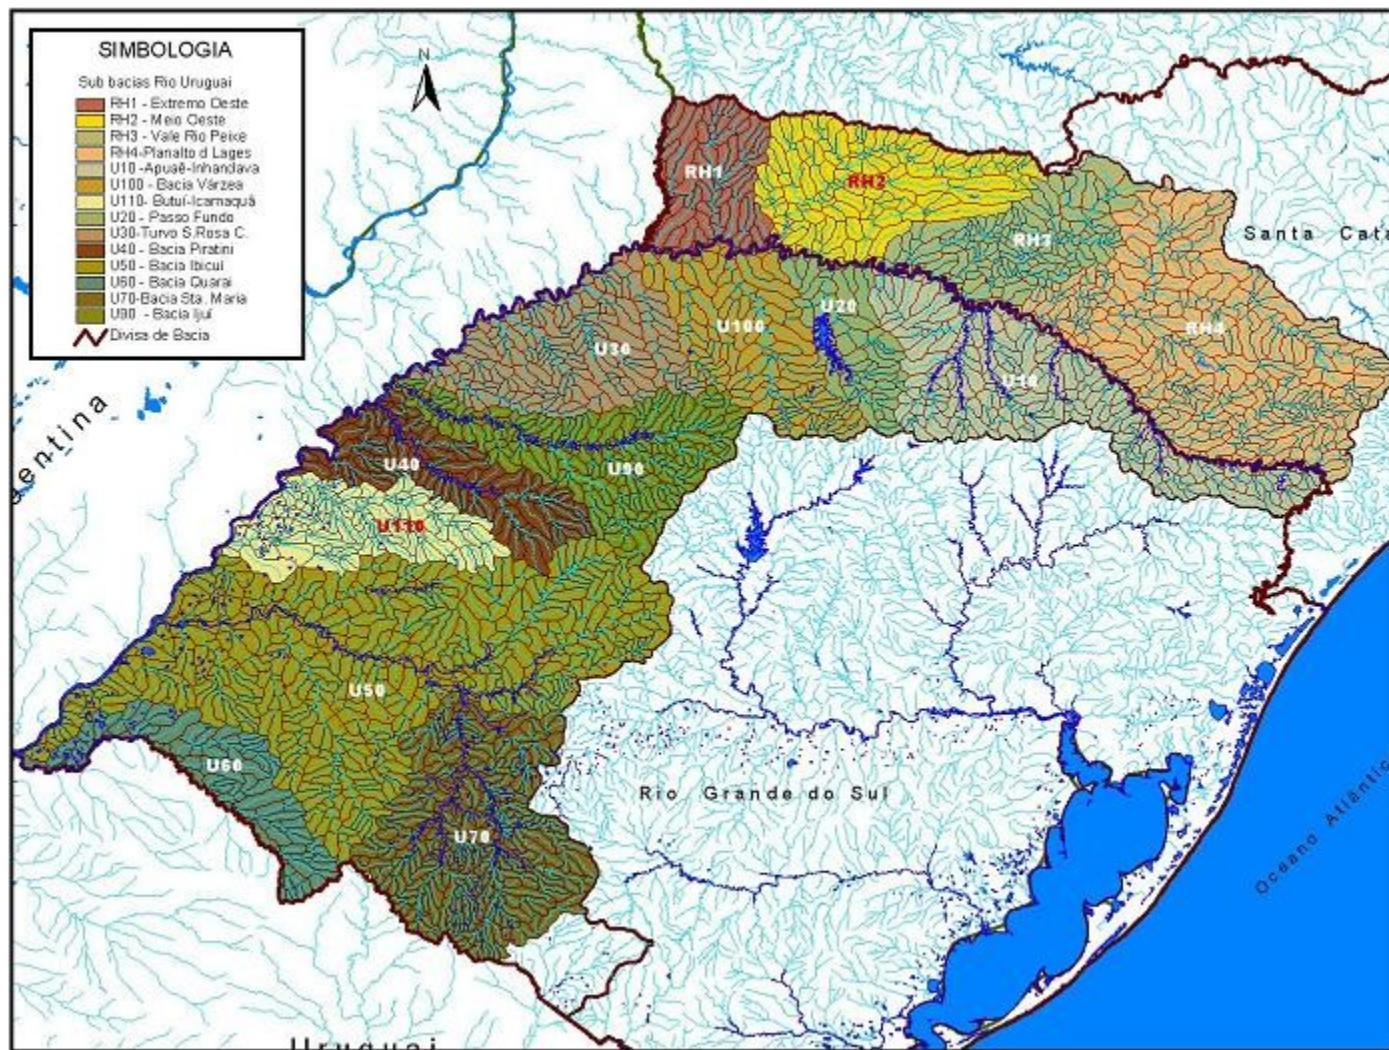 SIMBOLOGIA
Sub bacias Rio Uruguai
RH1 - Extremo Oeste
RH2 - Meio Oeste
RH3 - Vale Rio Peixe
RH4-Planalto d Lages
U10 -Apuaê-Inhandava
U100 - Bacia Várzea
U110- Butuí-Icamaquã
U20 - Passo Fundo
U30-Turvo S.Rosa C.
U40 - Bacia Piratini
U50 - Bacia Ibicuí
U60 - Bacia Quarai
U70-Bacia Sta. Maria
U90 - Bacia Ijuí
Divisa de Bacia
N
RH1
RH2
RH3
Santa Cata
RH4
U20
U100
U30
U10
entina
U40
U90
U110
U50
U60
Rio Grande do Sul
U70
Oceano Atlântic
Uruguai